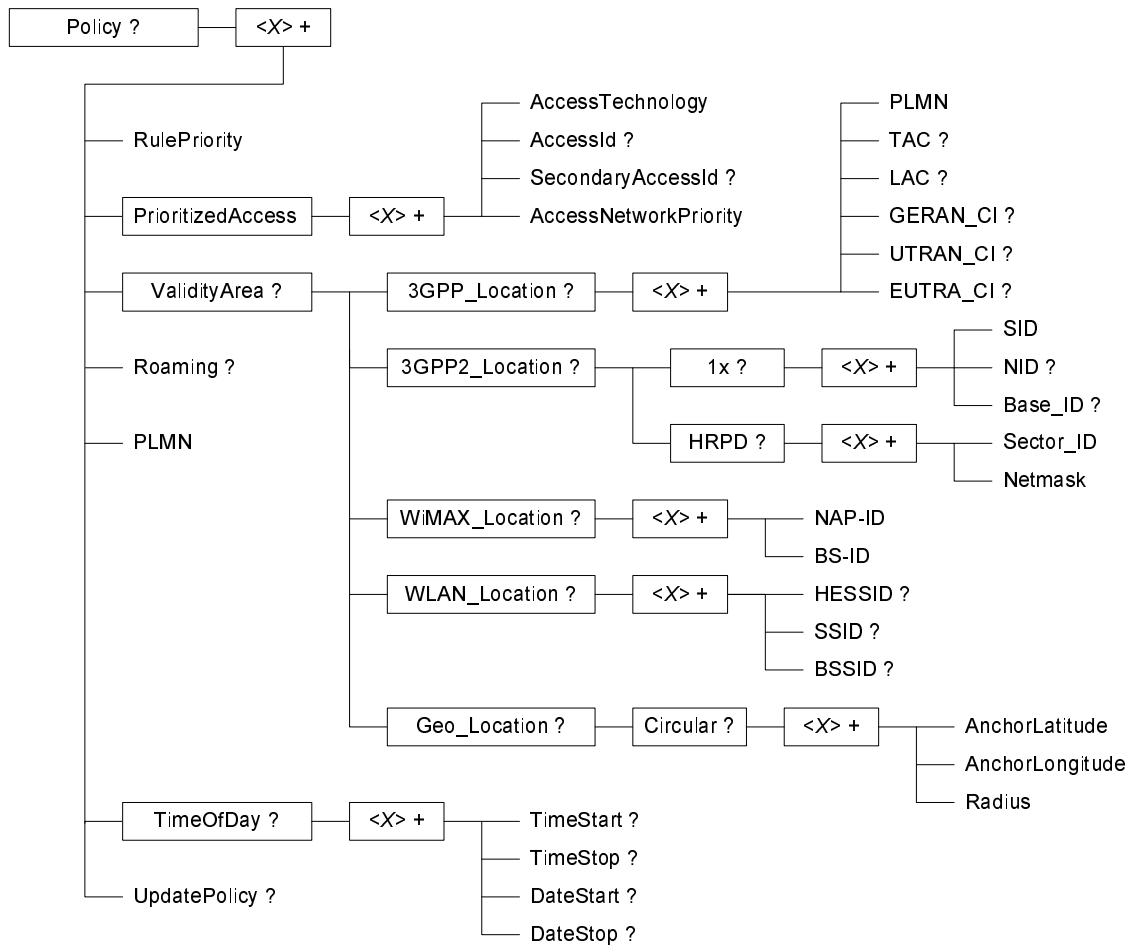 Policy ?
<X> +
RulePriority
PrioritizedAccess
<X> +
AccessTechnology
AccessId ?
SecondaryAccessId ?
AccessNetworkPriority
ValidityArea ?
3GPP_Location ?
<X> +
PLMN
TAC ?
LAC ?
GERAN_CI ?
UTRAN_CI ?
EUTRA_CI ?
3GPP2_Location ?
1x ?
<X> +
SID
NID ?
Base_ID ?
HRPD ?
<X> +
Sector_ID
Netmask
WiMAX_Location ?
<X> +
NAP-ID
BS-ID
WLAN_Location ?
<X> +
HESSID ?
SSID ?
BSSID ?
Geo_Location ?
Circular ?
<X> +
AnchorLatitude
AnchorLongitude
Radius
Roaming ?
PLMN
TimeOfDay ?
<X> +
TimeStart ?
TimeStop ?
DateStart ?
DateStop ?
UpdatePolicy ?